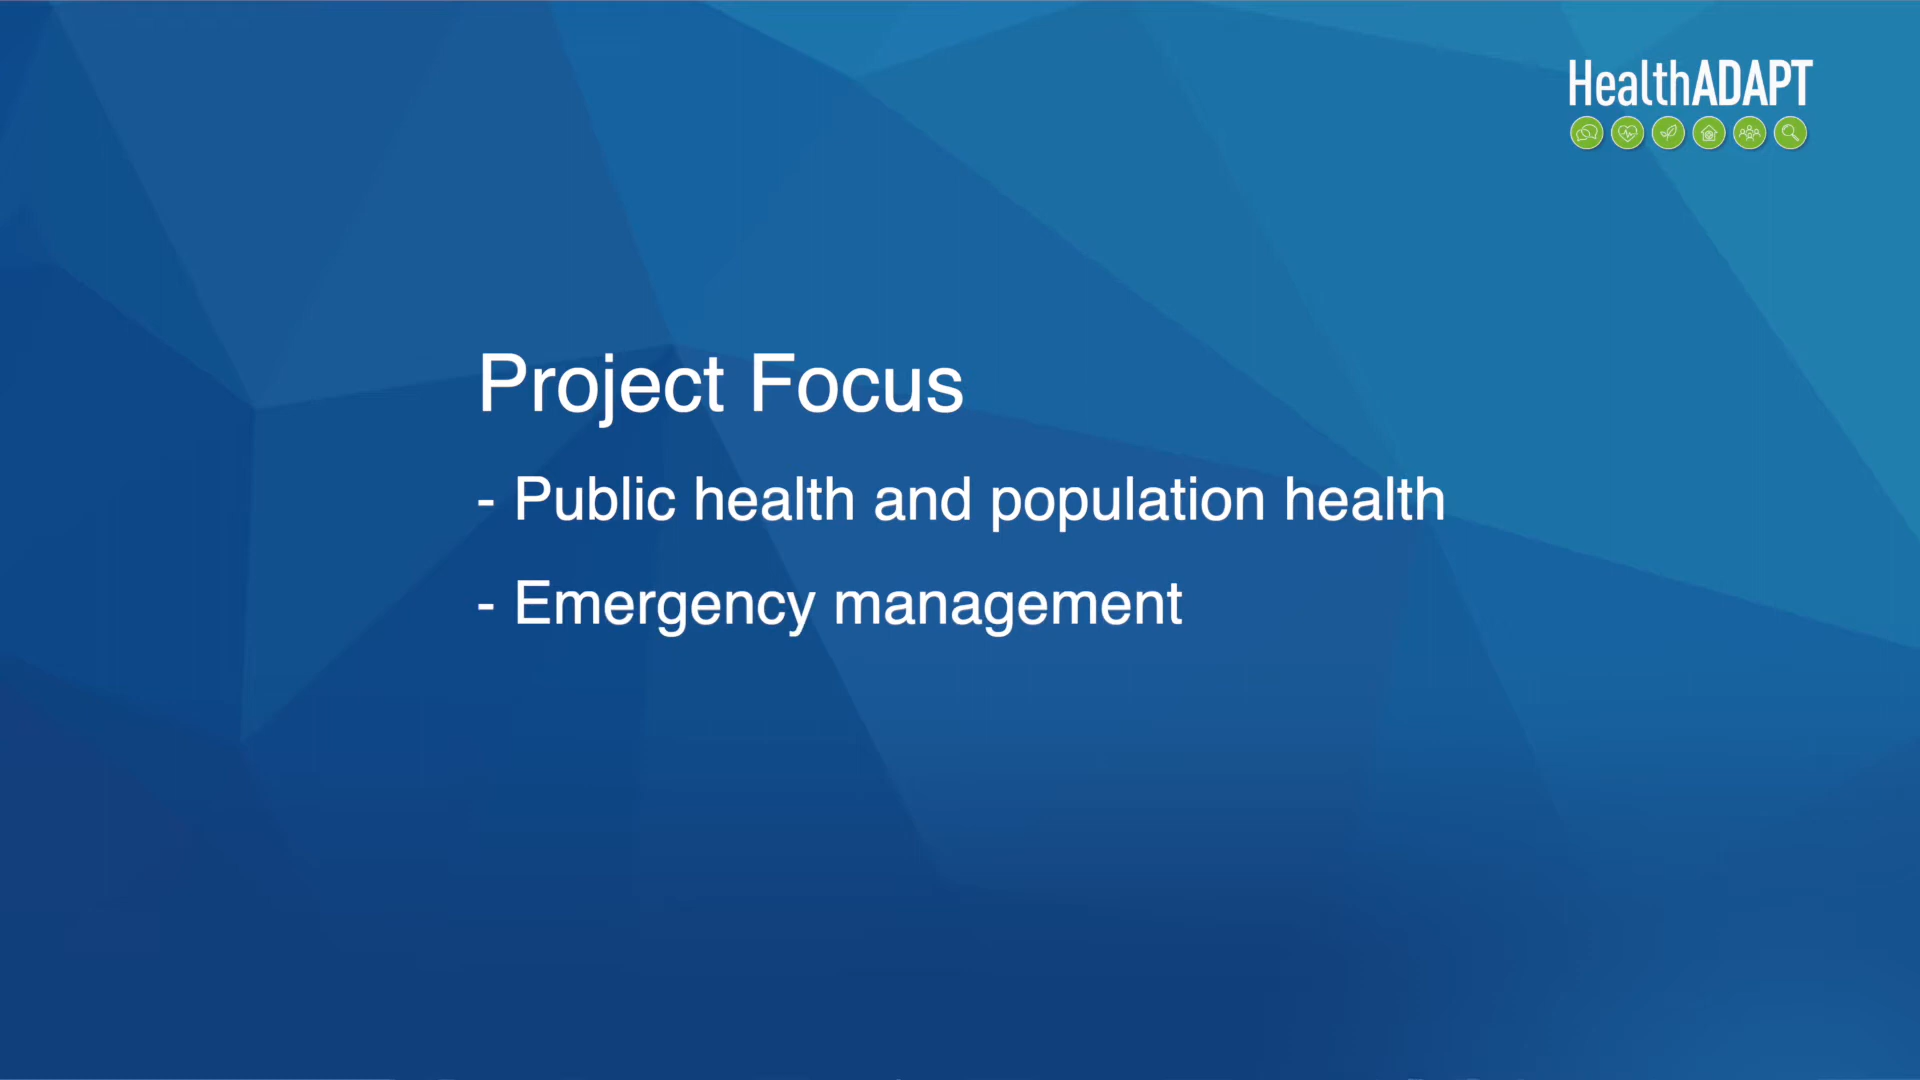 HealthADAPT
Project Focus
- Public health and population health
- Emergency management